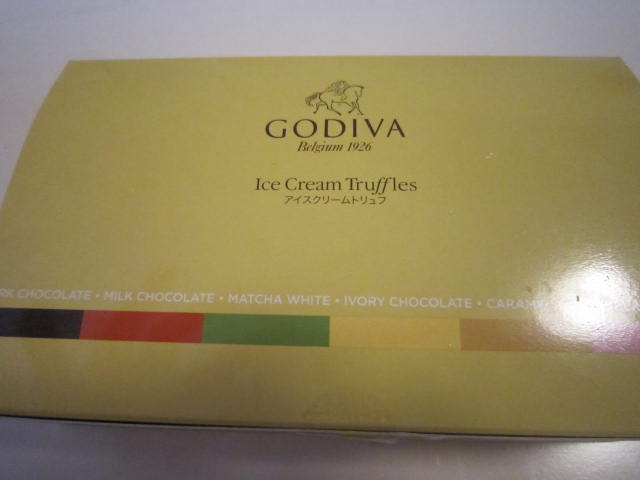 GODIVA
Belgium 1926
Ice Cream Truffles
アイスクリームトリュフ
CHOCOLATE • MILK CHOCOLATE • MATCHA WHITE • IVORY CHOCOLATE •